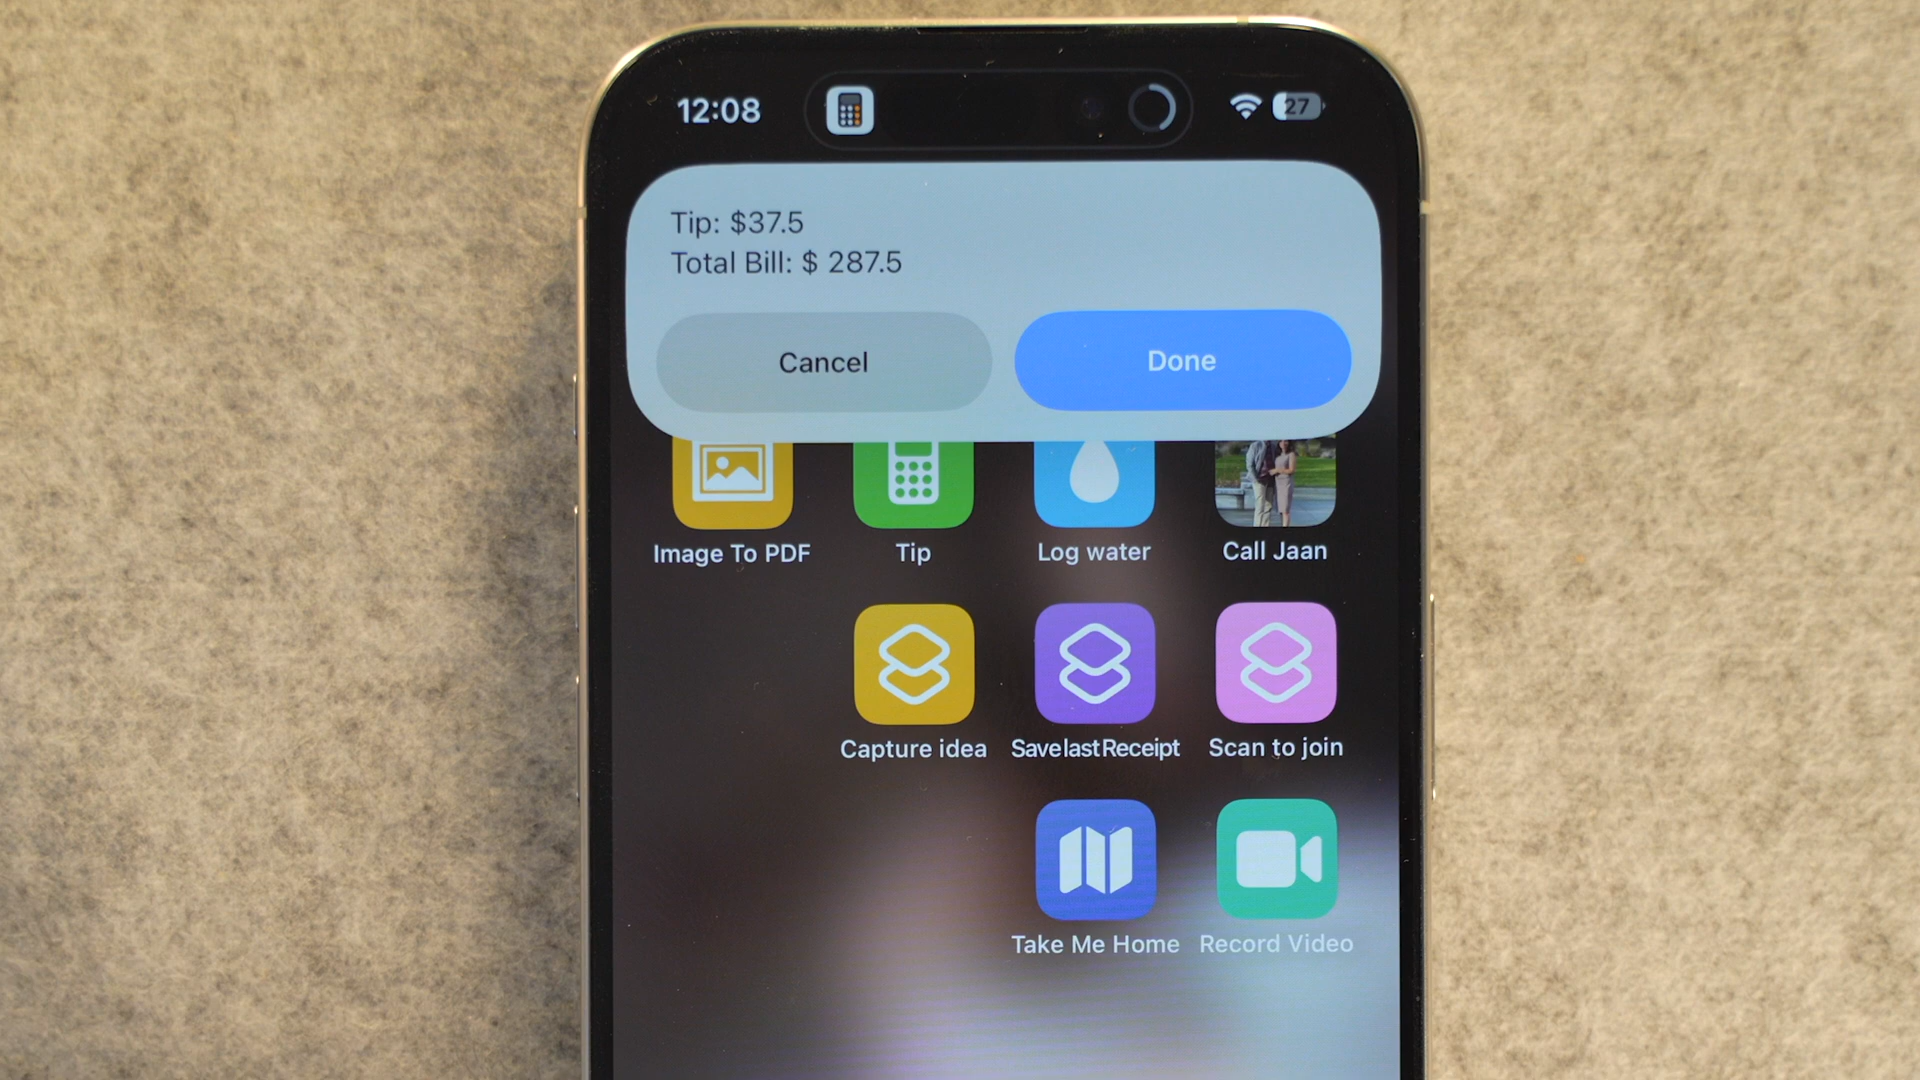 12:08
27
Tip: $37.5
Total Bill: $ 287.5
Cancel
Done
Image To PDF
Tip
Log water
Call Jaan
Capture idea
Save last Receipt
Scan to join
Take Me Home
Record Video